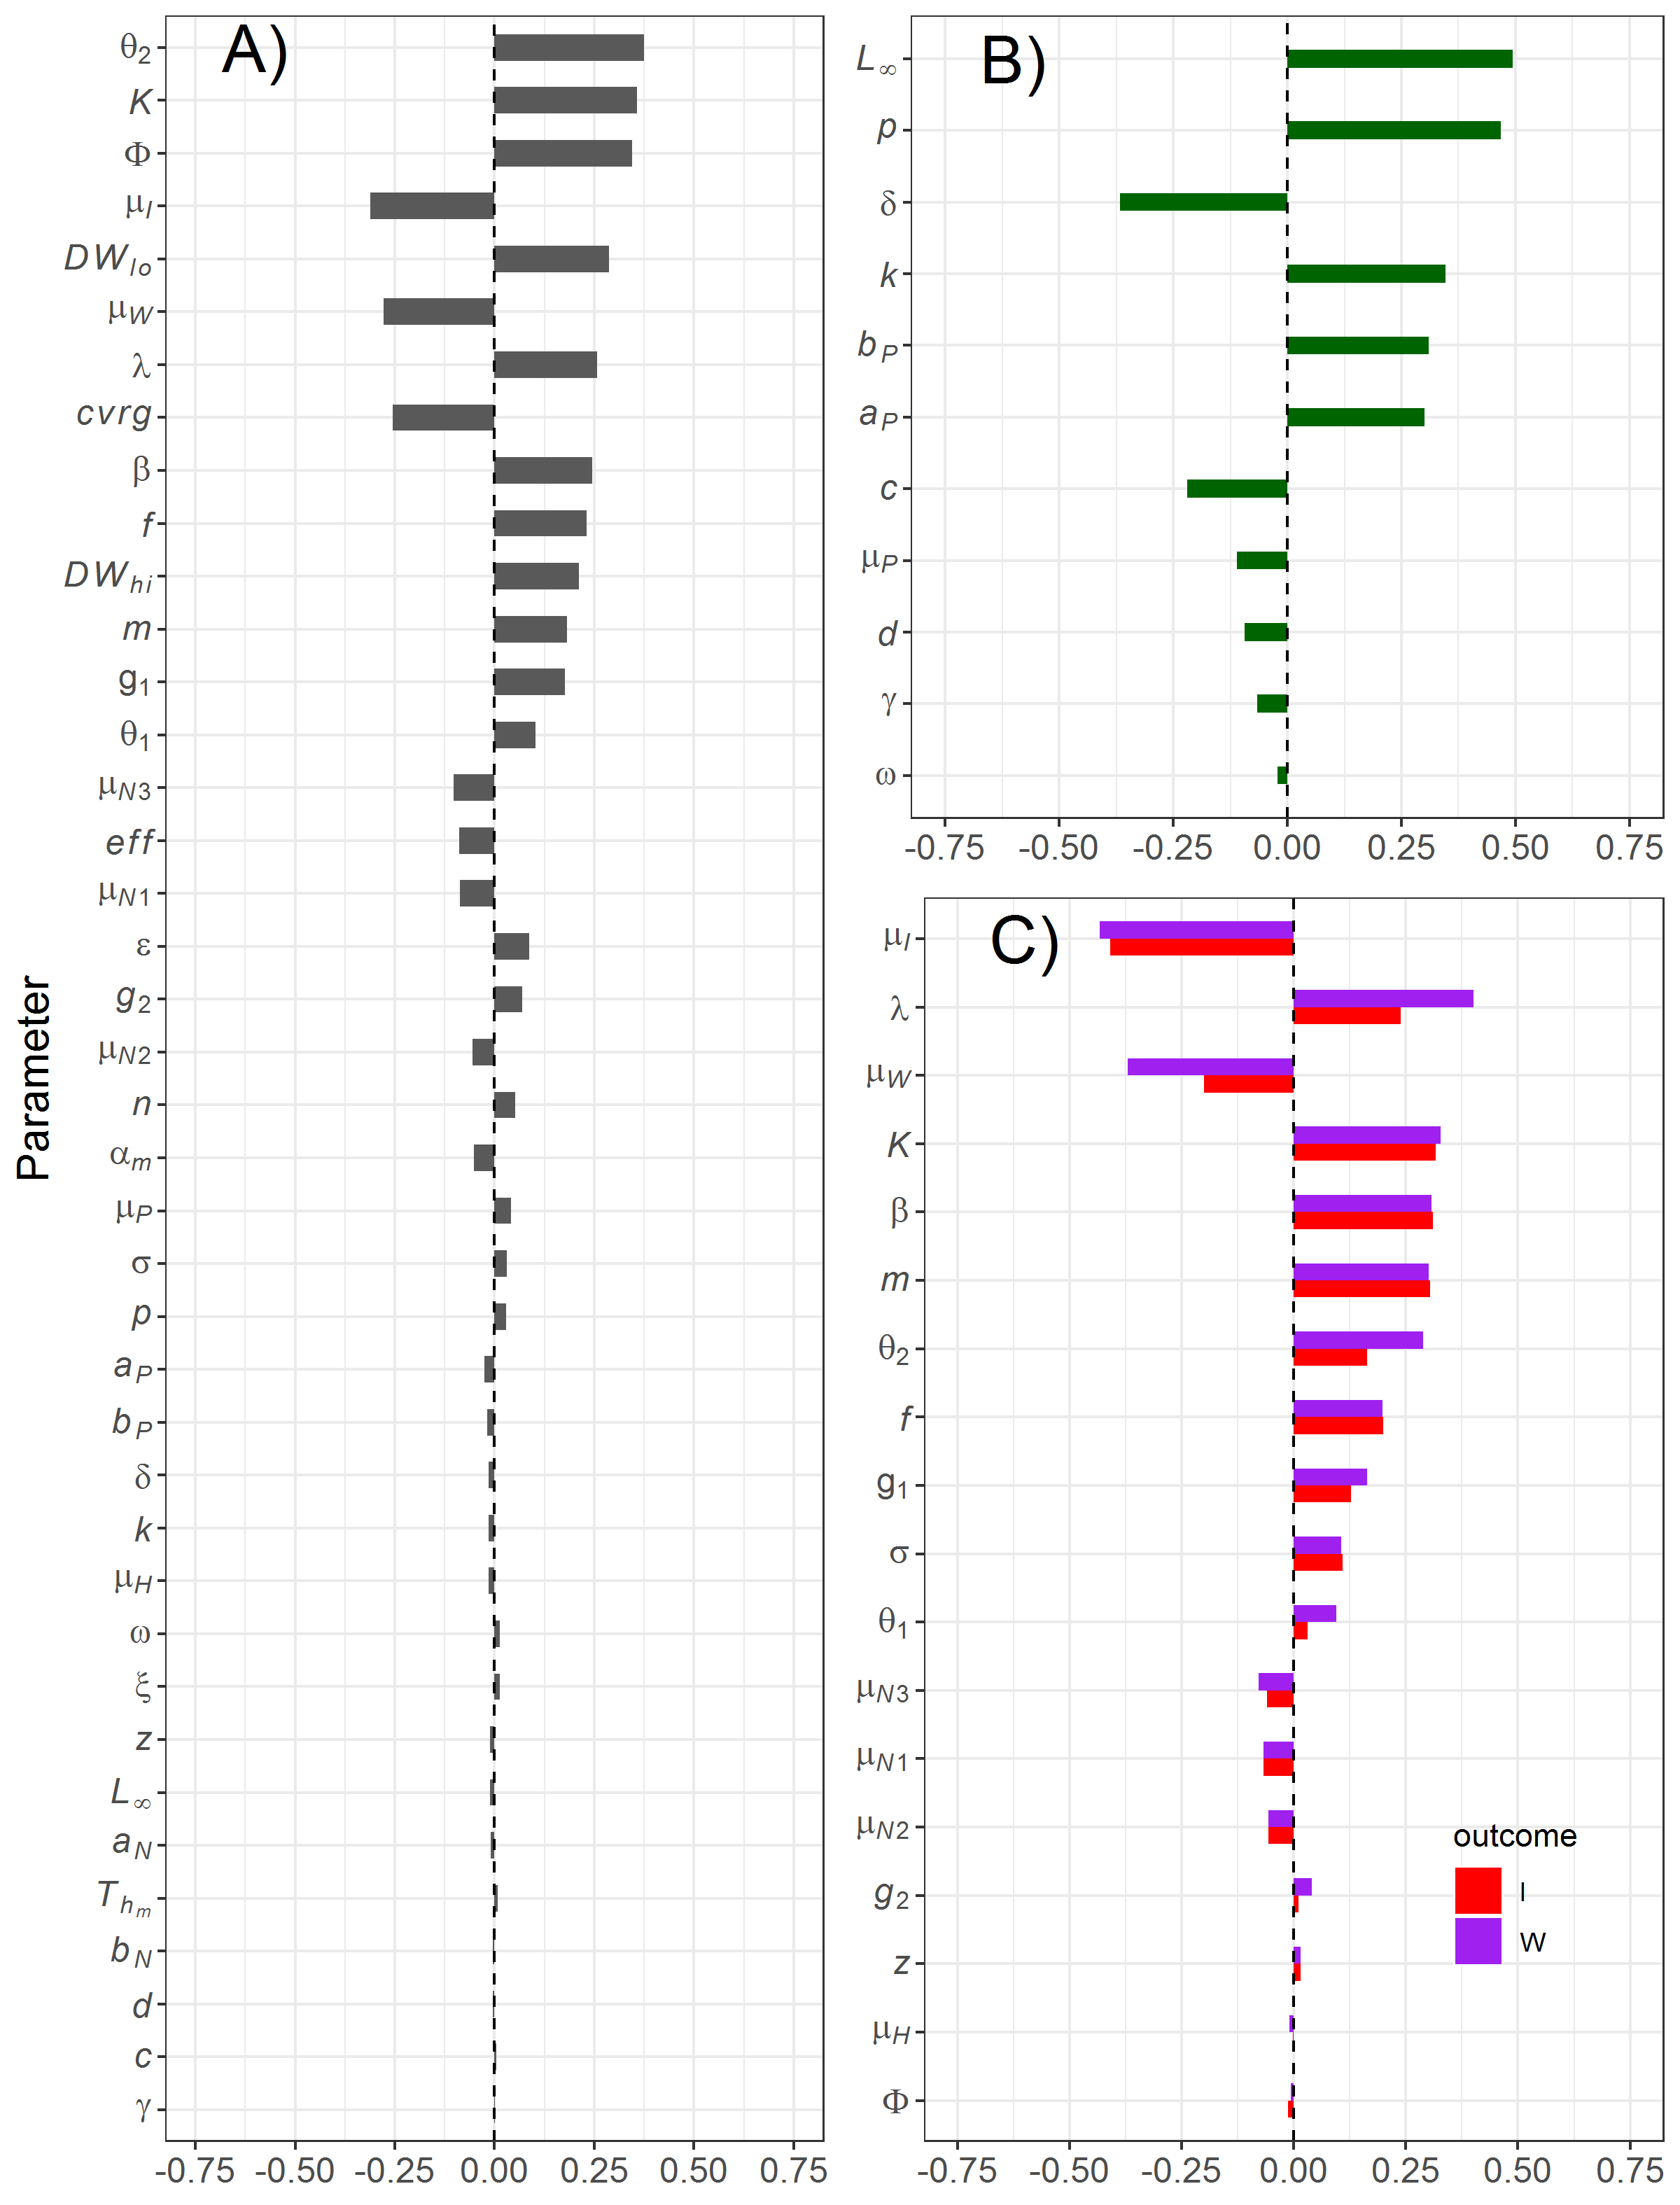 Parameter
A)
θ2
K
Φ
μI
DWlo
μW
λ
cvrg
β
f
DWhi
m
g1
θ1
μN3
eff
μN1
ε
g2
μN2
n
αm
μP
σ
p
aP
bP
δ
k
μH
ω
ξ
z
L∞
aN
Thm
bN
d
c
γ
-0.75 -0.50 -0.25 0.00 0.25 0.50 0.75
B)
L∞
p
δ
k
bP
aP
c
μP
d
γ
ω
-0.75 -0.50 -0.25 0.00 0.25 0.50 0.75
C)
μI
λ
μW
K
β
m
θ2
f
g1
σ
θ1
μN3
μN1
μN2
g2
z
μH
Φ
outcome
I
W
-0.75 -0.50 -0.25 0.00 0.25 0.50 0.75